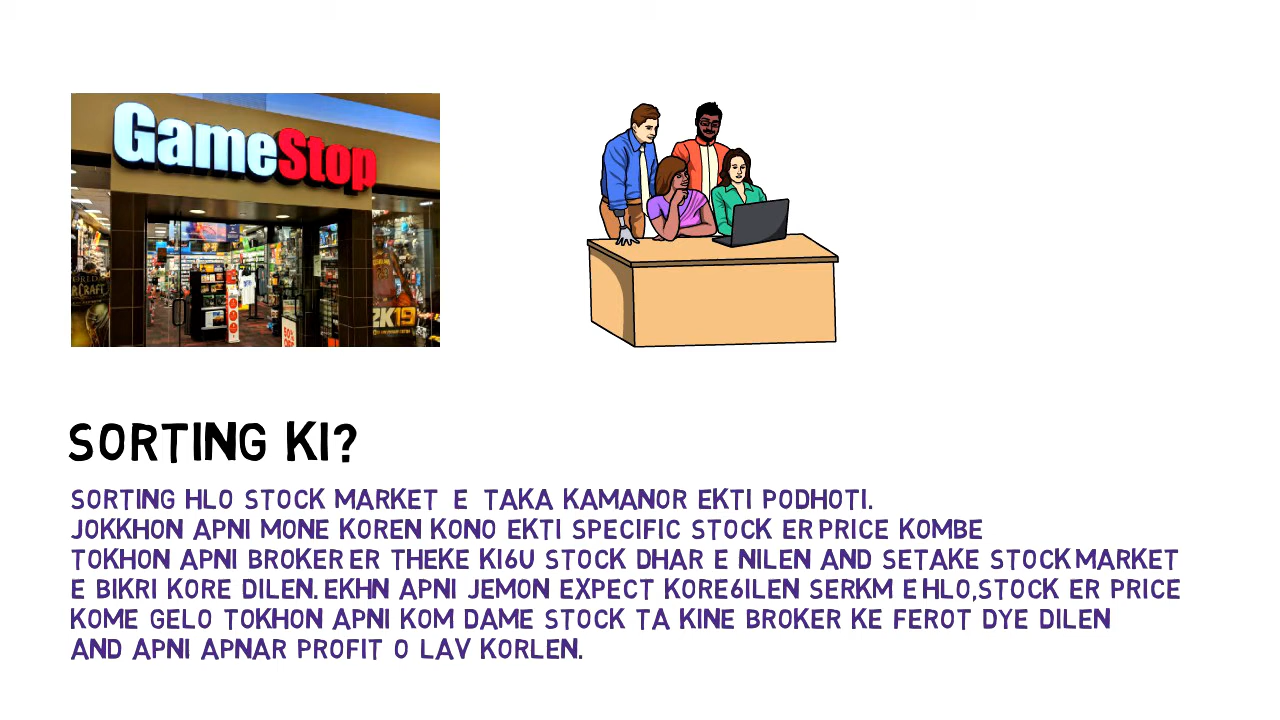 GameStop
2K19
50%
SORTING KI?
SORTING HLO STOCK MARKET E TAKA KAMANOR EKTI PODHOTI.
JOKKHON APNI MONE KOREN KONO EKTI SPECIFIC STOCK ER PRICE KOMBE
TOKHON APNI BROKER ER THEKE KI6U STOCK DHAR E NILEN AND SETAKE STOCK MARKET
E BIKRI KORE DILEN. EKHN APNI JEMON EXPECT KORE6ILEN SERKM E HLO,STOCK ER PRICE
KOME GELO TOKHON APNI KOM DAME STOCK TA KINE BROKER KE FEROT DYE DILEN
AND APNI APNAR PROFIT O LAV KORLEN.